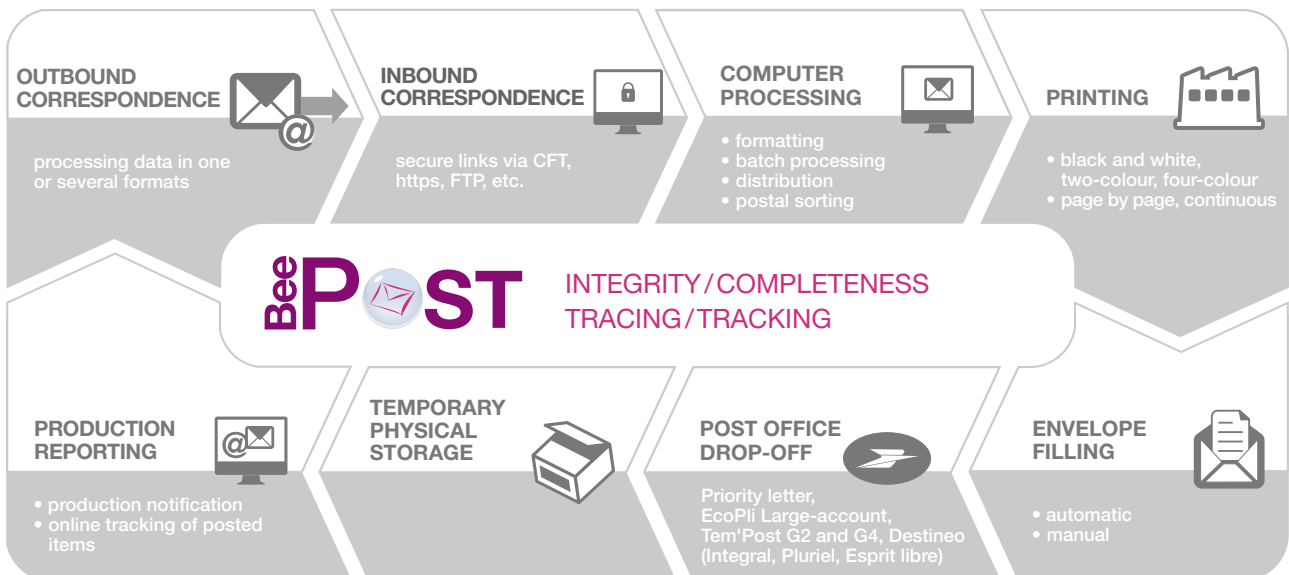 OUTBOUND
CORRESPONDENCE
@
processing data in one
or several formats
INBOUND
CORRESPONDENCE
secure links via CFT,
https, FTP, etc.
COMPUTER
PROCESSING
• formatting
• batch processing
• distribution
• postal sorting
PRINTING
• black and white,
two-colour, four-colour
• page by page, continuous
Bee POST
INTEGRITY/COMPLETENESS
TRACING/TRACKING
PRODUCTION
REPORTING
@
• production notification
• online tracking of posted
items
TEMPORARY
PHYSICAL
STORAGE
POST OFFICE
DROP-OFF
Priority letter,
EcoPli Large-account,
Tem'Post G2 and G4, Destineo
(Integral, Pluriel, Esprit libre)
ENVELOPE
FILLING
• automatic
• manual